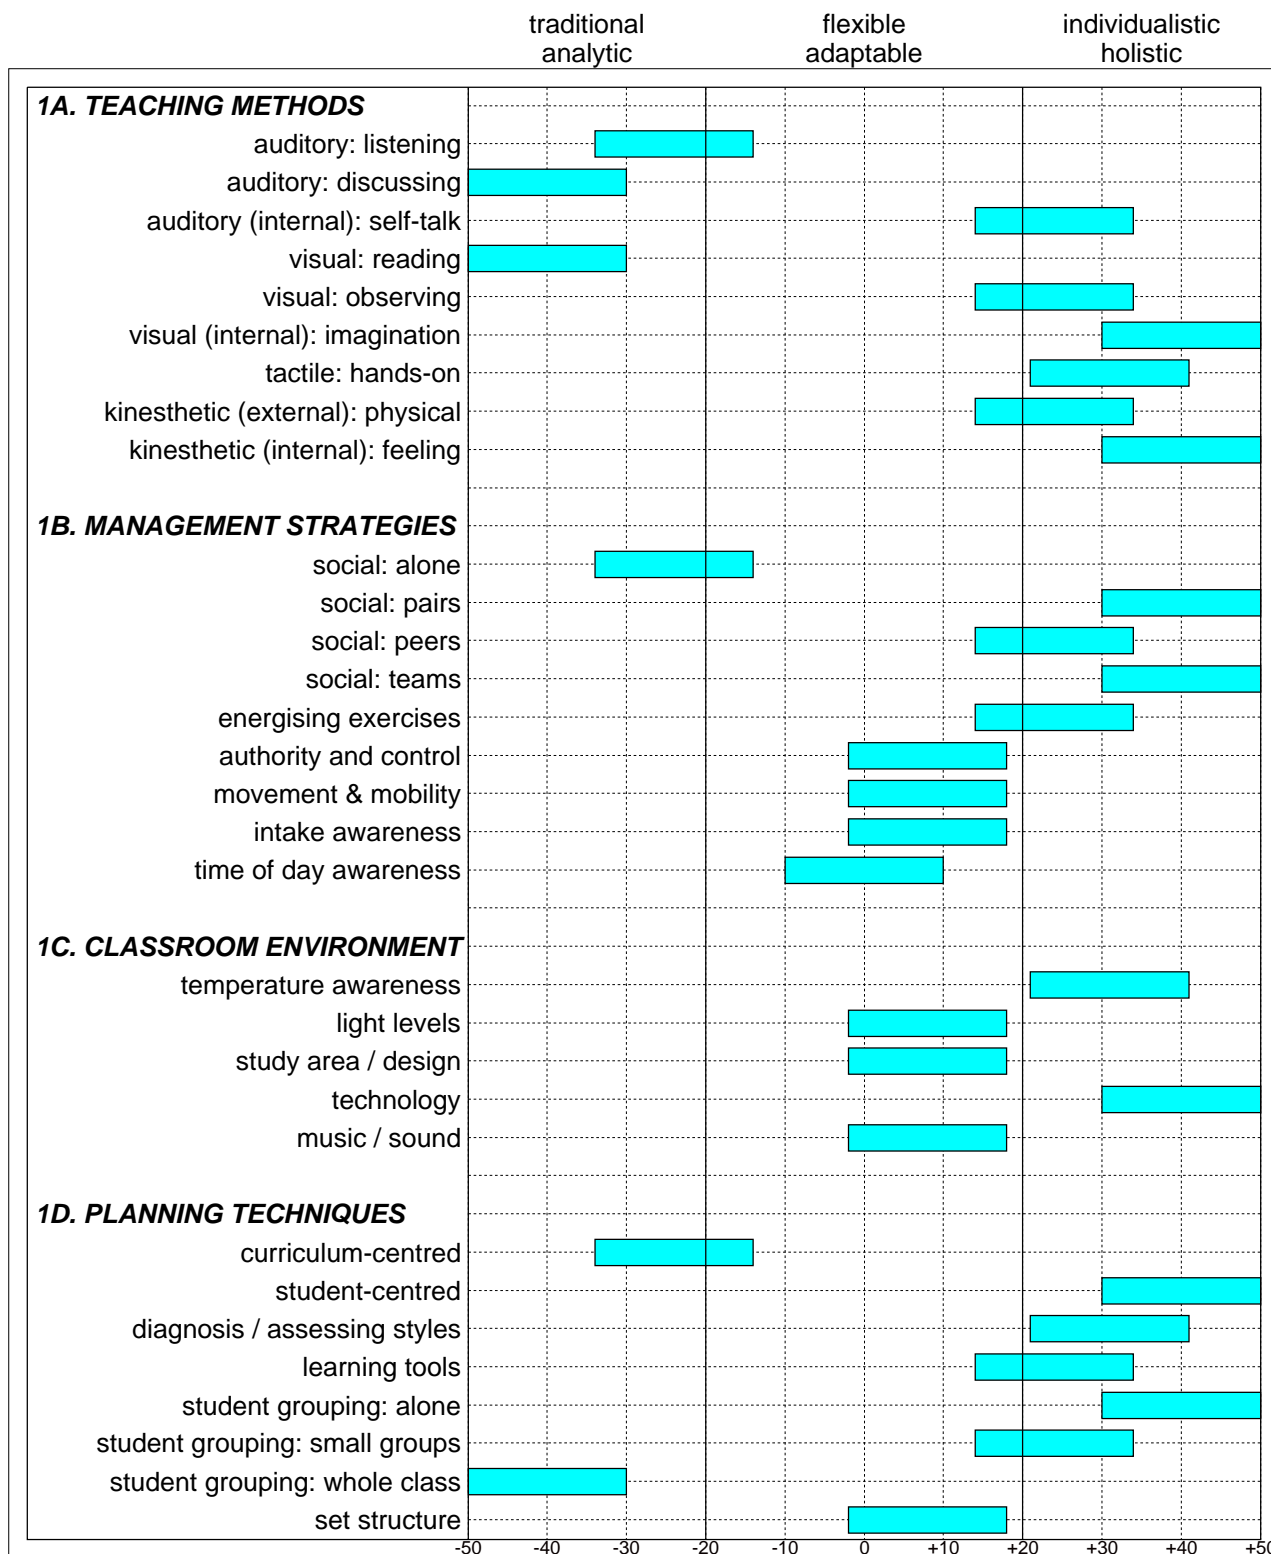 traditional flexible individualistic
analytic adaptable holistic
1A. TEACHING METHODS
auditory: listening
auditory: discussing
auditory (internal): self-talk
visual: reading
visual: observing
visual (internal): imagination
tactile: hands-on
kinesthetic (external): physical
kinesthetic (internal): feeling
1B. MANAGEMENT STRATEGIES
social: alone
social: pairs
social: peers
social: teams
energising exercises
authority and control
movement & mobility
intake awareness
time of day awareness
1C. CLASSROOM ENVIRONMENT
temperature awareness
light levels
study area / design
technology
music / sound
1D. PLANNING TECHNIQUES
curriculum-centred
student-centred
diagnosis / assessing styles
learning tools
student grouping: alone
student grouping: small groups
student grouping: whole class
set structure
-50 -40 -30 -20 -10 0 +10 +20 +30 +40 +50